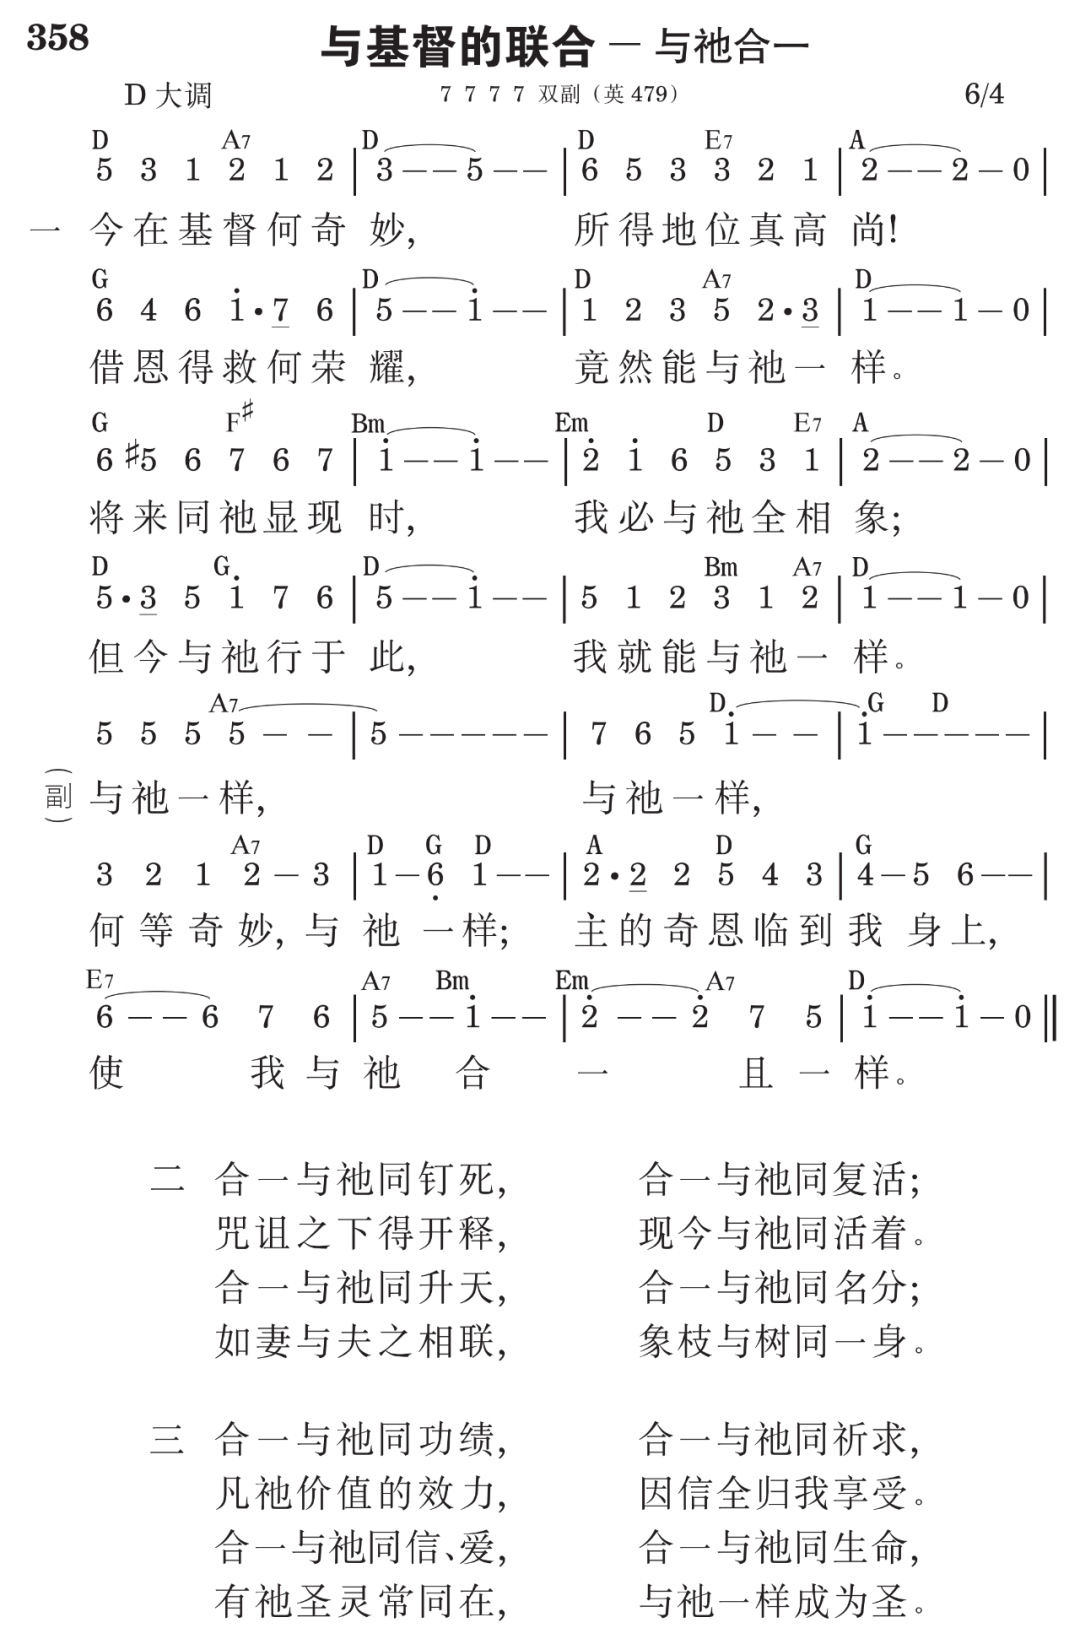 358
与基督的联合－与祂合一
D 大调 7 7 7 7 双副（英 479） 6/4
D A7 D D E7 A
5 3 1 2 1 2 | 3 — — 5 — — | 6 5 3 3 2 1 | 2 — — 2 — 0 |
一 今在基督何奇 妙， 所得地位真高 尚！
G D D A7 D
6 4 6 1̇ • 7̲ 6 | 5 — — 1̇ — — | 1 2 3 5 2 • 3̲ | 1 — — 1 — 0 |
借恩得救何荣 耀， 竟然能与祂一 样。
G F♯ Bm Em D E7 A
6 ♯5 6 7 6 7 | 1̇ — — 1̇ — — | 2̇ 1̇ 6 5 3 1 | 2 — — 2 — 0 |
将来同祂显现 时， 我必与祂全相 象；
D G D Bm A7 D
5 • 3̲ 5 1̇ 7 6 | 5 — — 1̇ — — | 5 1 2 3 1 2 | 1 — — 1 — 0 |
但今与祂行于 此， 我就能与祂一 样。
A7 D G D
5 5 5 5 — — | 5 — — — — — | 7 6 5 1̇ — — | 1̇ — — — — — |
（副） 与祂一样， 与祂一样，
A7 D G D A D G
3 2 1 2 — 3 | 1 — 6̣ 1 — — | 2 • 2̲ 2 5 4 3 | 4 — 5 6 — — |
何等奇妙，与 祂 一样； 主的奇恩临到 我 身上，
E7 A7 Bm Em A7 D
6 — — 6 7 6 | 5 — — 1̇ — — | 2̇ — — 2̇ 7 5 | 1̇ — — 1̇ — 0 ‖
使 我与 祂 合 一 且一 样。
二 合一与祂同钉死， 合一与祂同复活；
咒诅之下得开释， 现今与祂同活着。
合一与祂同升天， 合一与祂同名分；
如妻与夫之相联， 象枝与树同一身。
三 合一与祂同功绩， 合一与祂同祈求，
凡祂价值的效力， 因信全归我享受。
合一与祂同信、爱， 合一与祂同生命，
有祂圣灵常同在， 与祂一样成为圣。